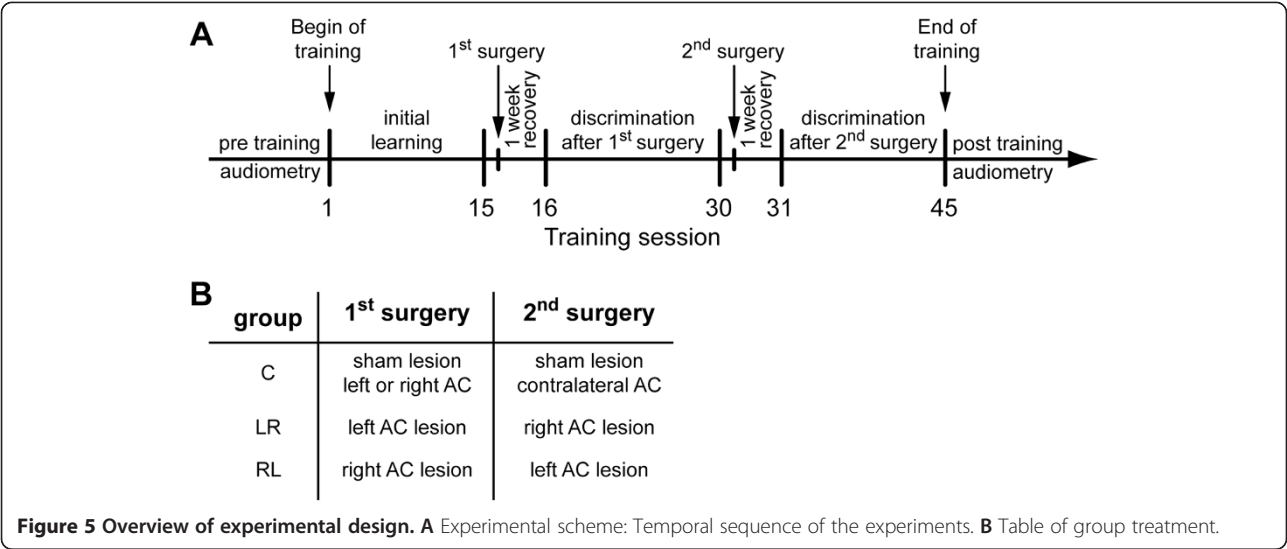 A
Begin of
training
1st surgery
1 week
recovery
2nd surgery
1 week
recovery
End of
training
pre training
audiometry
initial
learning
discrimination
after 1st surgery
discrimination
after 2nd surgery
post training
audiometry
1 15 16 30 31 45
Training session
B
group 1st surgery 2nd surgery
C sham lesion left or right AC sham lesion contralateral AC
LR left AC lesion right AC lesion
RL right AC lesion left AC lesion
Figure 5 Overview of experimental design. A Experimental scheme: Temporal sequence of the experiments. B Table of group treatment.